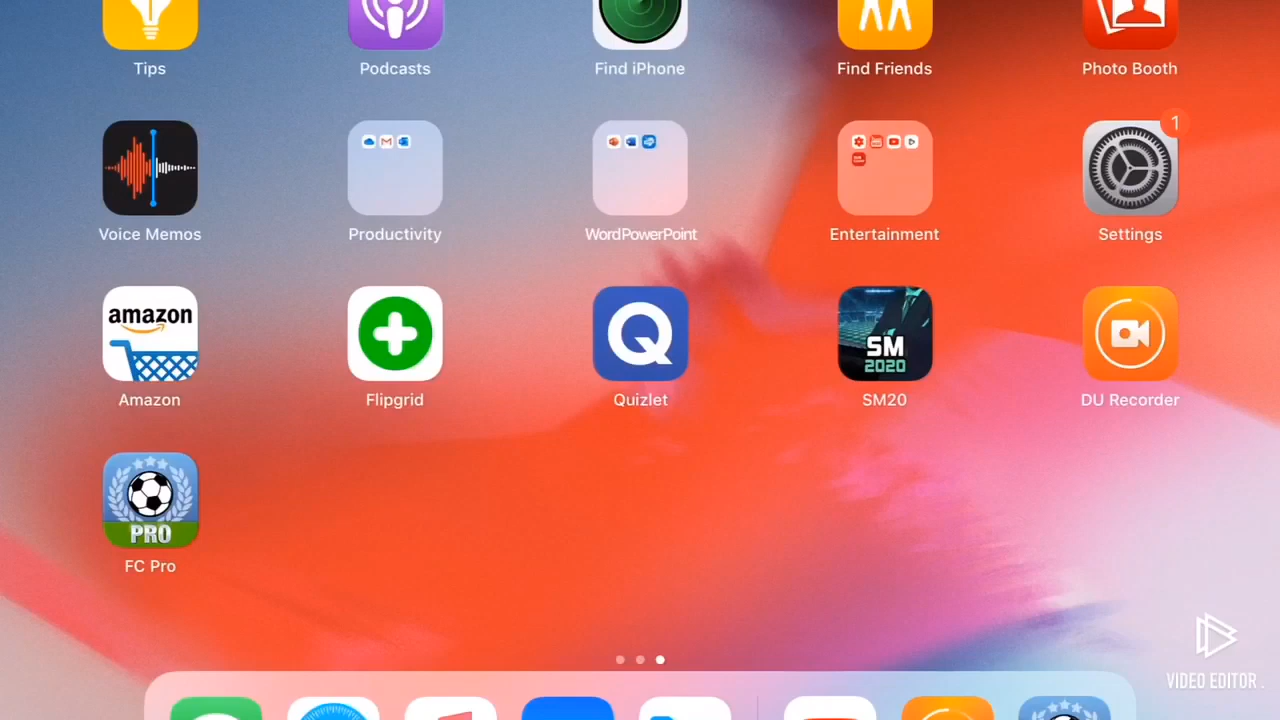 Tips
Podcasts
Find iPhone
Find Friends
Photo Booth
1
Voice Memos
Productivity
WordPowerPoint
Entertainment
Settings
amazon
SM
2020
Amazon
Flipgrid
Quizlet
SM20
DU Recorder
PRO
FC Pro
VIDEO EDITOR .